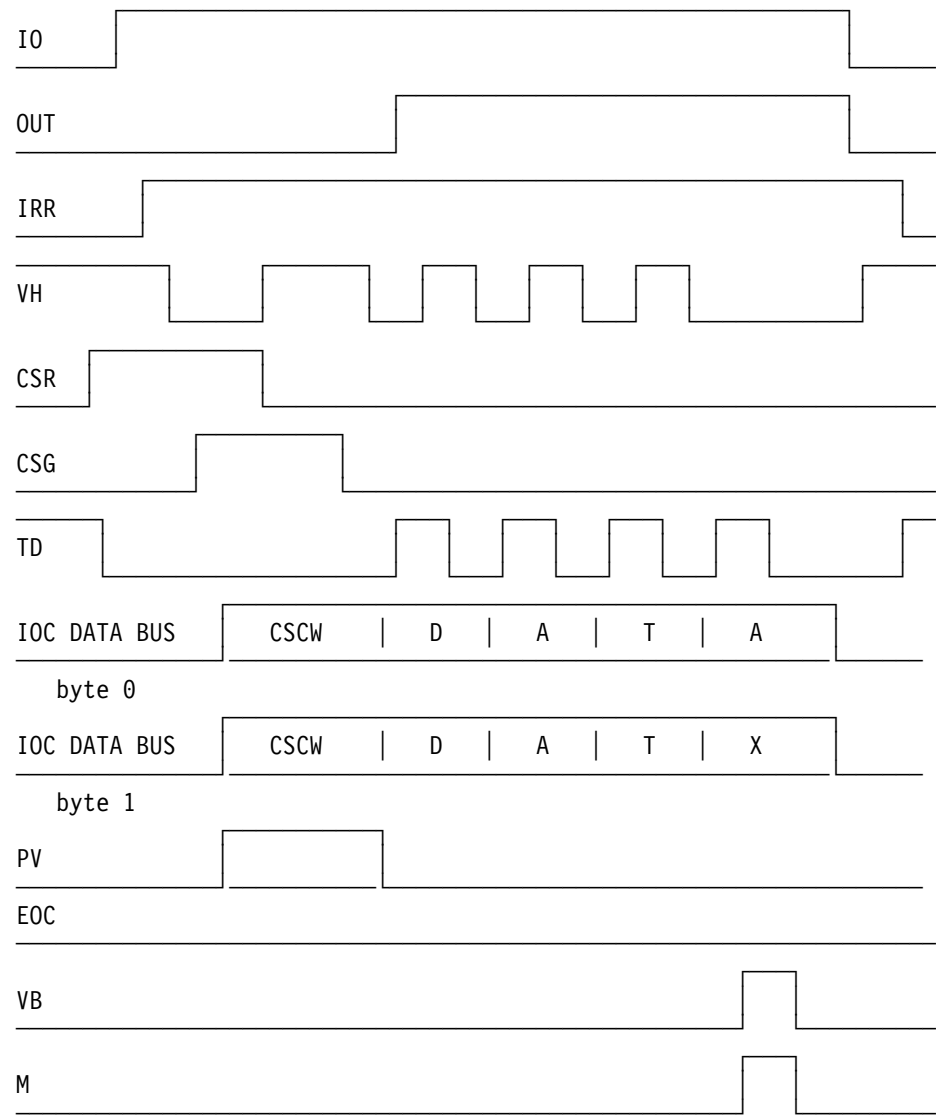 IO
OUT
IRR
VH
CSR
CSG
TD
IOC DATA BUS CSCW | D | A | T | A
byte 0
IOC DATA BUS CSCW | D | A | T | X
byte 1
PV
EOC
VB
M